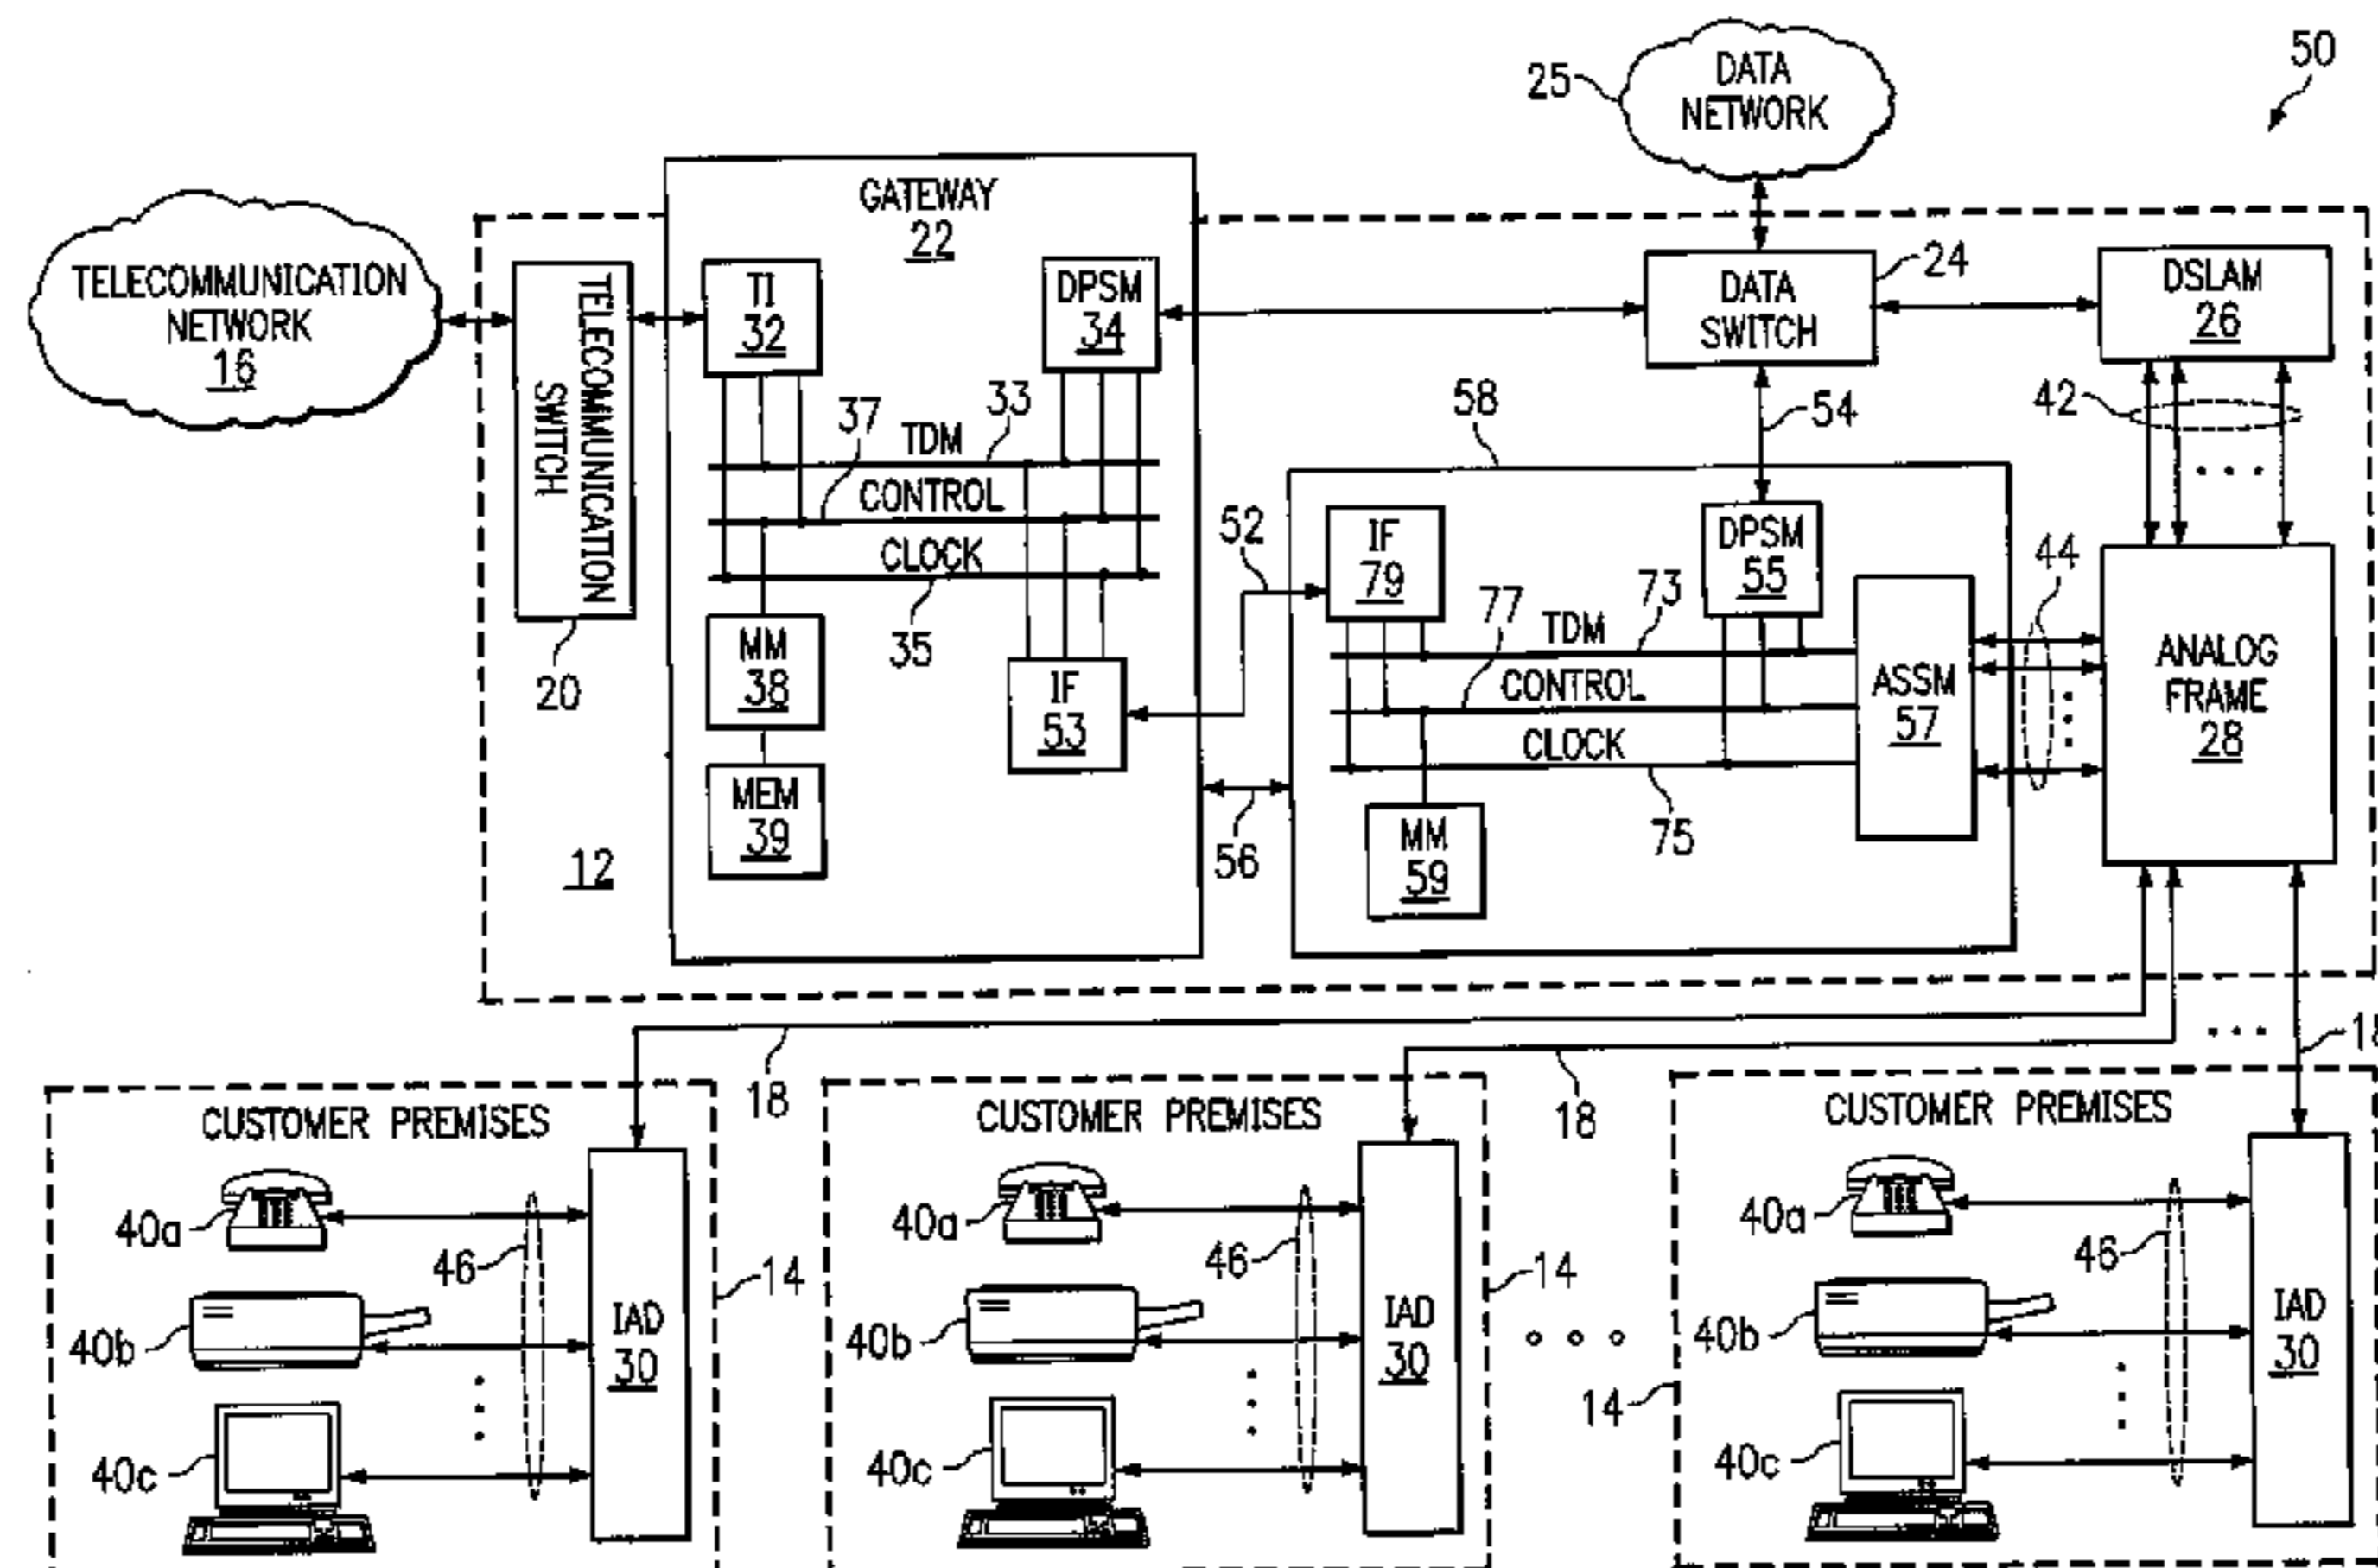 50
DATA
NETWORK
25
TELECOMMUNICATION
NETWORK
16
TELECOMMUNICATION
SWITCH
20
12
GATEWAY
22
TI
32
DPSM
34
TDM
33
37
CONTROL
CLOCK
35
MM
38
MEM
39
IF
53
52
56
DATA
SWITCH
24
54
58
IF
79
DPSM
55
TDM
73
77
CONTROL
CLOCK
75
MM
59
ASSM
57
44
DSLAM
26
42
ANALOG
FRAME
28
18
18
CUSTOMER PREMISES
40a
40b
40c
46
IAD
30
14
CUSTOMER PREMISES
40a
40b
40c
46
IAD
30
14
CUSTOMER PREMISES
40a
40b
40c
46
IAD
30
14